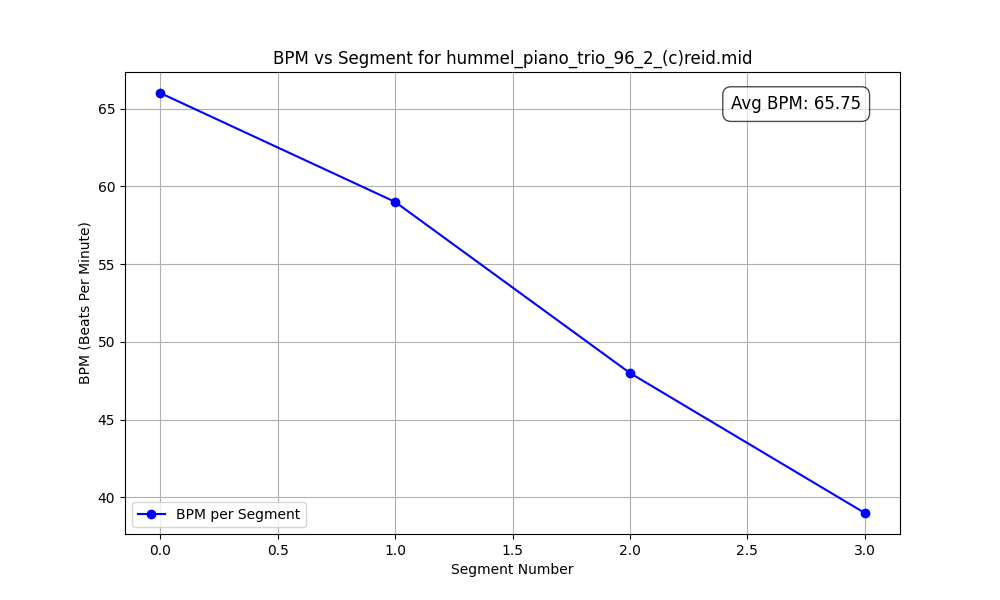 BPM vs Segment for hummel_piano_trio_96_2_(c)reid.mid
Avg BPM: 65.75
BPM (Beats Per Minute)
65
60
55
50
45
40
BPM per Segment
0.0 0.5 1.0 1.5 2.0 2.5 3.0
Segment Number